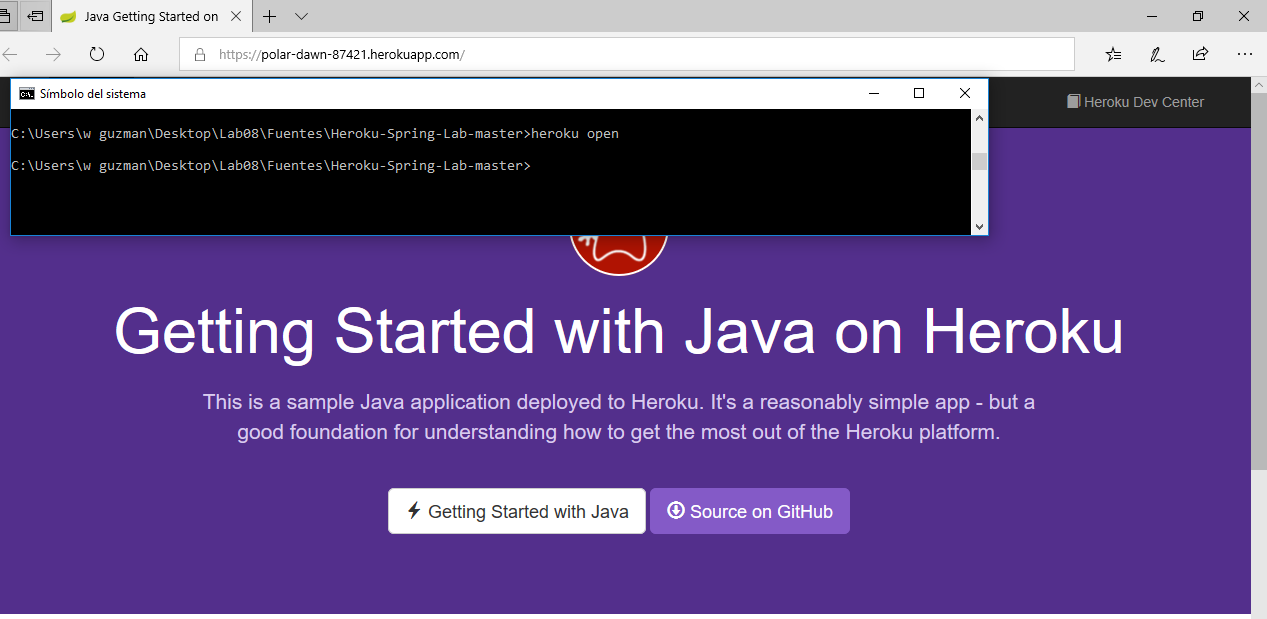 Java Getting Started on
https://polar-dawn-87421.herokuapp.com/
Símbolo del sistema
Heroku Dev Center
C:\Users\w guzman\Desktop\Lab08\Fuentes\Heroku-Spring-Lab-master>heroku open
C:\Users\w guzman\Desktop\Lab08\Fuentes\Heroku-Spring-Lab-master>
Getting Started with Java on Heroku
This is a sample Java application deployed to Heroku. It's a reasonably simple app - but a
good foundation for understanding how to get the most out of the Heroku platform.
Getting Started with Java
Source on GitHub